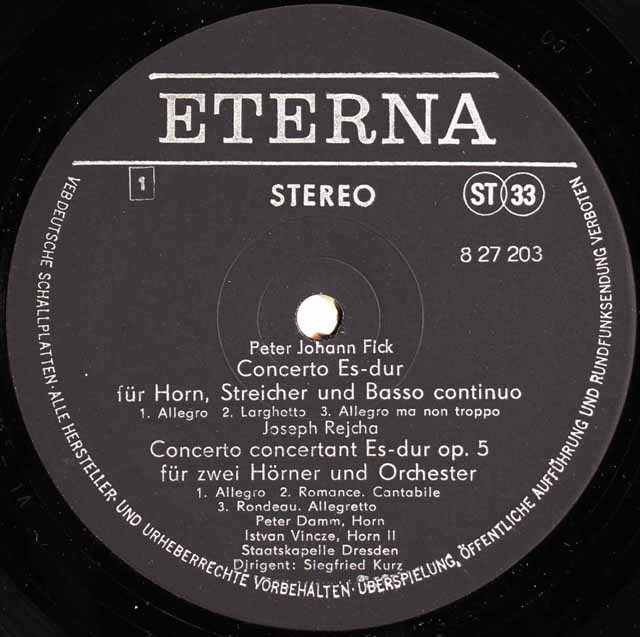 ETERNA
1
STEREO
ST 33
8 27 203
Peter Johann Fick
Concerto Es-dur
für Horn, Streicher und Basso continuo
1. Allegro 2. Larghetto 3. Allegro ma non troppo
Joseph Rejcha
Concerto concertant Es-dur op. 5
für zwei Hörner und Orchester
1. Allegro 2. Romance. Cantabile
3. Rondeau. Allegretto
Peter Damm, Horn
Istvan Vincze, Horn II
Staatskapelle Dresden
Dirigent: Siegfried Kurz
VEB DEUTSCHE SCHALLPLATTEN · ALLE HERSTELLER- UND URHEBERRECHTE VORBEHALTEN · ÜBERSPIELUNG, ÖFFENTLICHE AUFFÜHRUNG UND RUNDFUNKSENDUNG VERBOTEN